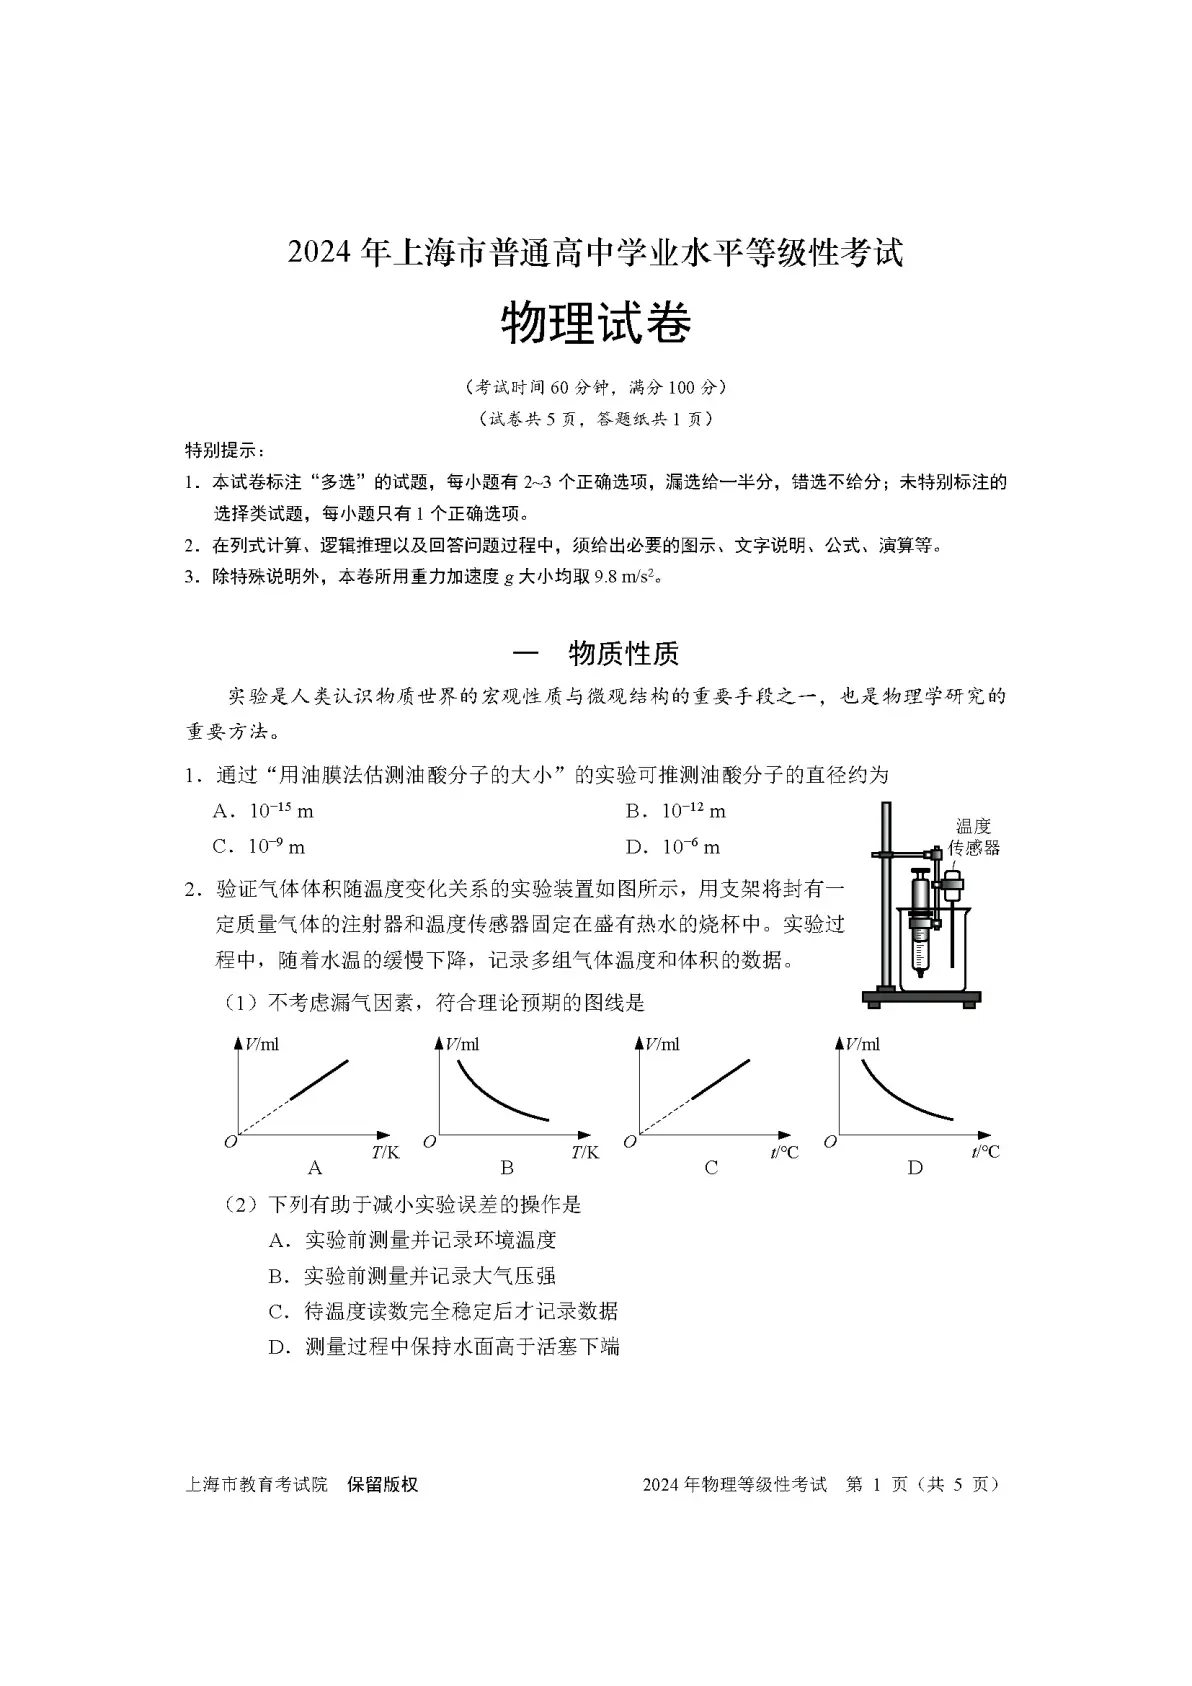 2024 年上海市普通高中学业水平等级性考试
物理试卷
（考试时间 60 分钟，满分 100 分）
（试卷共 5 页，答题纸共 1 页）
特别提示：
1．本试卷标注“多选”的试题，每小题有 2~3 个正确选项，漏选给一半分，错选不给分；未特别标注的
选择类试题，每小题只有 1 个正确选项。
2．在列式计算、逻辑推理以及回答问题过程中，须给出必要的图示、文字说明、公式、演算等。
3．除特殊说明外，本卷所用重力加速度 g 大小均取 9.8 m/s²。
一 物质性质
实验是人类认识物质世界的宏观性质与微观结构的重要手段之一，也是物理学研究的
重要方法。
1．通过“用油膜法估测油酸分子的大小”的实验可推测油酸分子的直径约为
A．10⁻¹⁵ m B．10⁻¹² m
C．10⁻⁹ m D．10⁻⁶ m
温度
传感器
2．验证气体体积随温度变化关系的实验装置如图所示，用支架将封有一
定质量气体的注射器和温度传感器固定在盛有热水的烧杯中。实验过
程中，随着水温的缓慢下降，记录多组气体温度和体积的数据。
（1）不考虑漏气因素，符合理论预期的图线是
V/ml V/ml V/ml V/ml
O T/K O T/K O t/°C O t/°C
A B C D
（2）下列有助于减小实验误差的操作是
A．实验前测量并记录环境温度
B．实验前测量并记录大气压强
C．待温度读数完全稳定后才记录数据
D．测量过程中保持水面高于活塞下端
上海市教育考试院 保留版权 2024 年物理等级性考试 第 1 页（共 5 页）